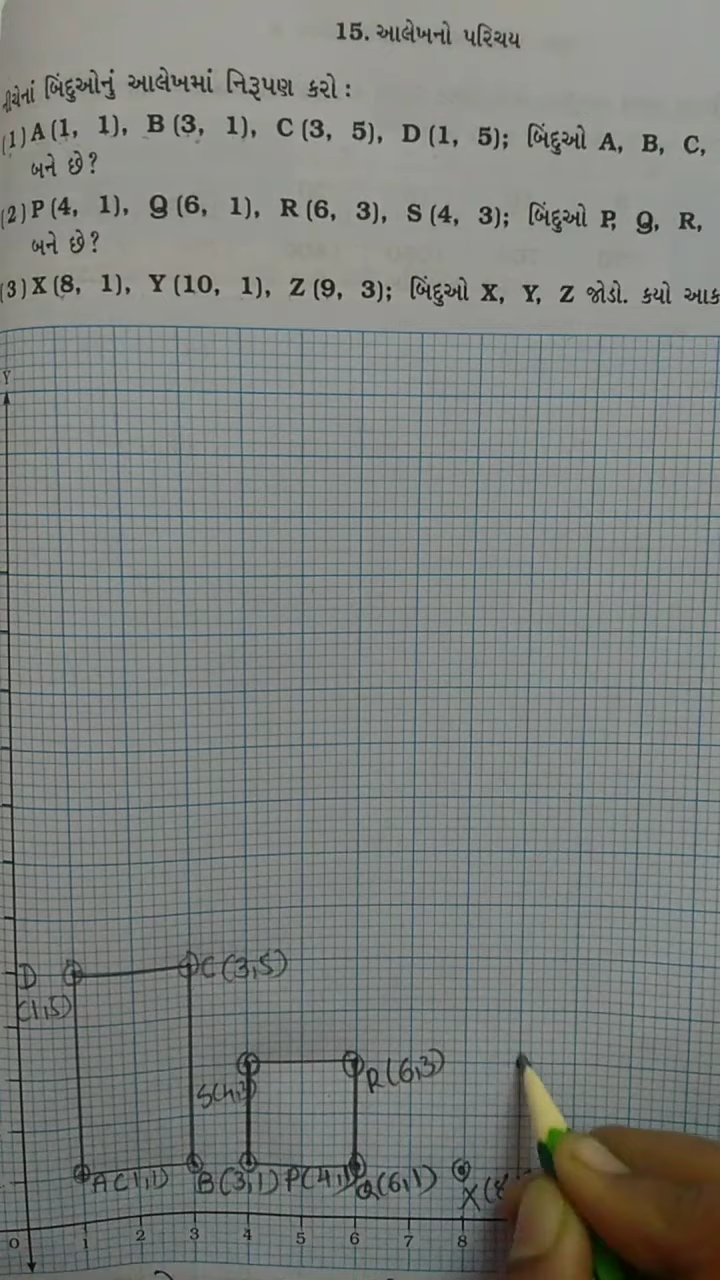 15. આલેખનો પરિચય
નીચેનાં બિંદુઓનું આલેખમાં નિરૂપણ કરો :
(1) A (1, 1), B (3, 1), C (3, 5), D (1, 5); બિંદુઓ A, B, C,
બને છે?
(2) P (4, 1), Q (6, 1), R (6, 3), S (4, 3); બિંદુઓ P, Q, R,
બને છે?
(3) X (8, 1), Y (10, 1), Z (9, 3); બિંદુઓ X, Y, Z જોડો. કયો આક
Y
D C(3,5)
(1,5)
R(6,3)
A(1,1) B(3,1) P(4,1) Q(6,1) X(8
0 1 2 3 4 5 6 7 8